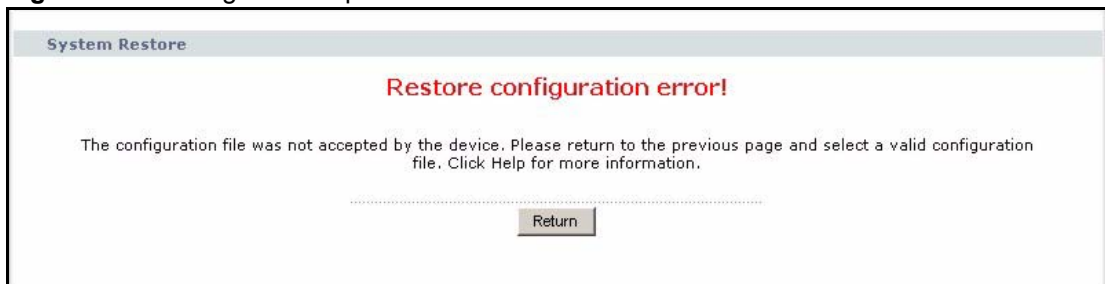 System Restore
Restore configuration error!
The configuration file was not accepted by the device. Please return to the previous page and select a valid configuration
file. Click Help for more information.
Return